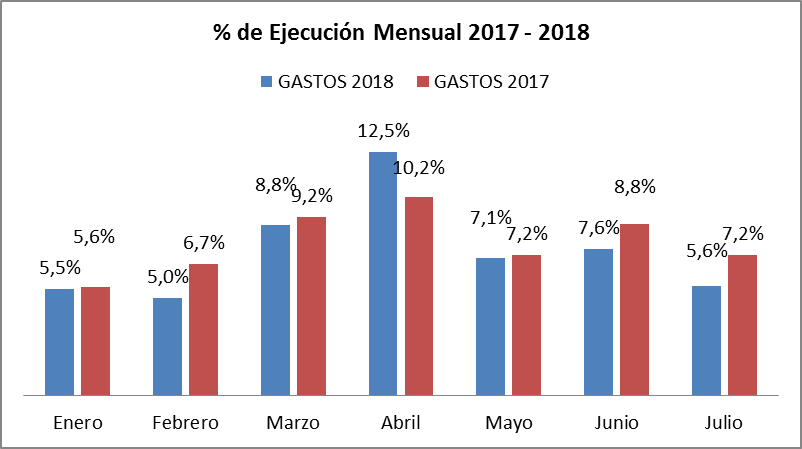 % de Ejecución Mensual 2017 - 2018
GASTOS 2018 GASTOS 2017
5,5% 5,6% 5,0% 6,7% 8,8% 9,2% 12,5% 10,2% 7,1% 7,2% 7,6% 8,8% 5,6% 7,2%
Enero Febrero Marzo Abril Mayo Junio Julio